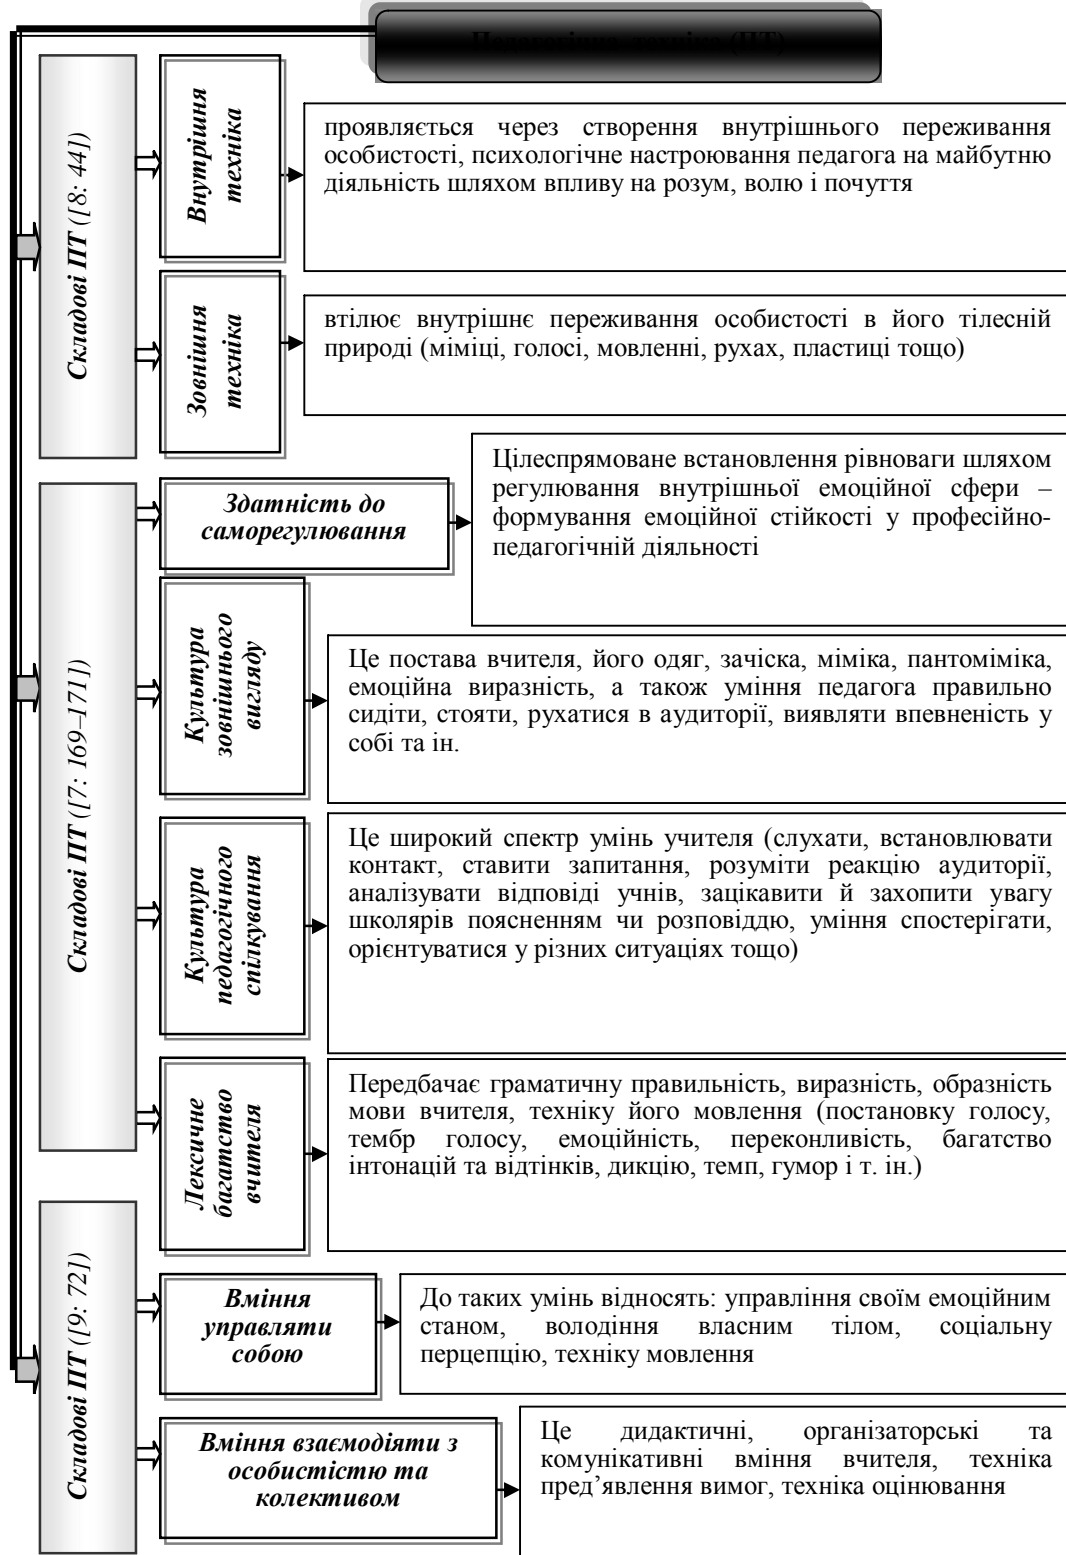 Педагогічна техніка (ПТ)
Складові ПТ ([8: 44])
Внутрішня
техніка
проявляється через створення внутрішнього переживання
особистості, психологічне настроювання педагога на майбутню
діяльність шляхом впливу на розум, волю і почуття
Зовнішня
техніка
втілює внутрішнє переживання особистості в його тілесній
природі (міміці, голосі, мовленні, рухах, пластиці тощо)
Складові ПТ ([7: 169–171])
Здатність до
саморегулювання
Цілеспрямоване встановлення рівноваги шляхом
регулювання внутрішньої емоційної сфери –
формування емоційної стійкості у професійно-
педагогічній діяльності
Культура
зовнішнього
вигляду
Це постава вчителя, його одяг, зачіска, міміка, пантоміміка,
емоційна виразність, а також уміння педагога правильно
сидіти, стояти, рухатися в аудиторії, виявляти впевненість у
собі та ін.
Культура
педагогічного
спілкування
Це широкий спектр умінь учителя (слухати, встановлювати
контакт, ставити запитання, розуміти реакцію аудиторії,
аналізувати відповіді учнів, зацікавити й захопити увагу
школярів поясненням чи розповіддю, уміння спостерігати,
орієнтуватися у різних ситуаціях тощо)
Лексичне
багатство
вчителя
Передбачає граматичну правильність, виразність, образність
мови вчителя, техніку його мовлення (постановку голосу,
тембр голосу, емоційність, переконливість, багатство
інтонацій та відтінків, дикцію, темп, гумор і т. ін.)
Складові ПТ ([9: 72])
Вміння
управляти
собою
До таких умінь відносять: управління своїм емоційним
станом, володіння власним тілом, соціальну
перцепцію, техніку мовлення
Вміння взаємодіяти з
особистістю та
колективом
Це дидактичні, організаторські та
комунікативні вміння вчителя, техніка
пред’явлення вимог, техніка оцінювання